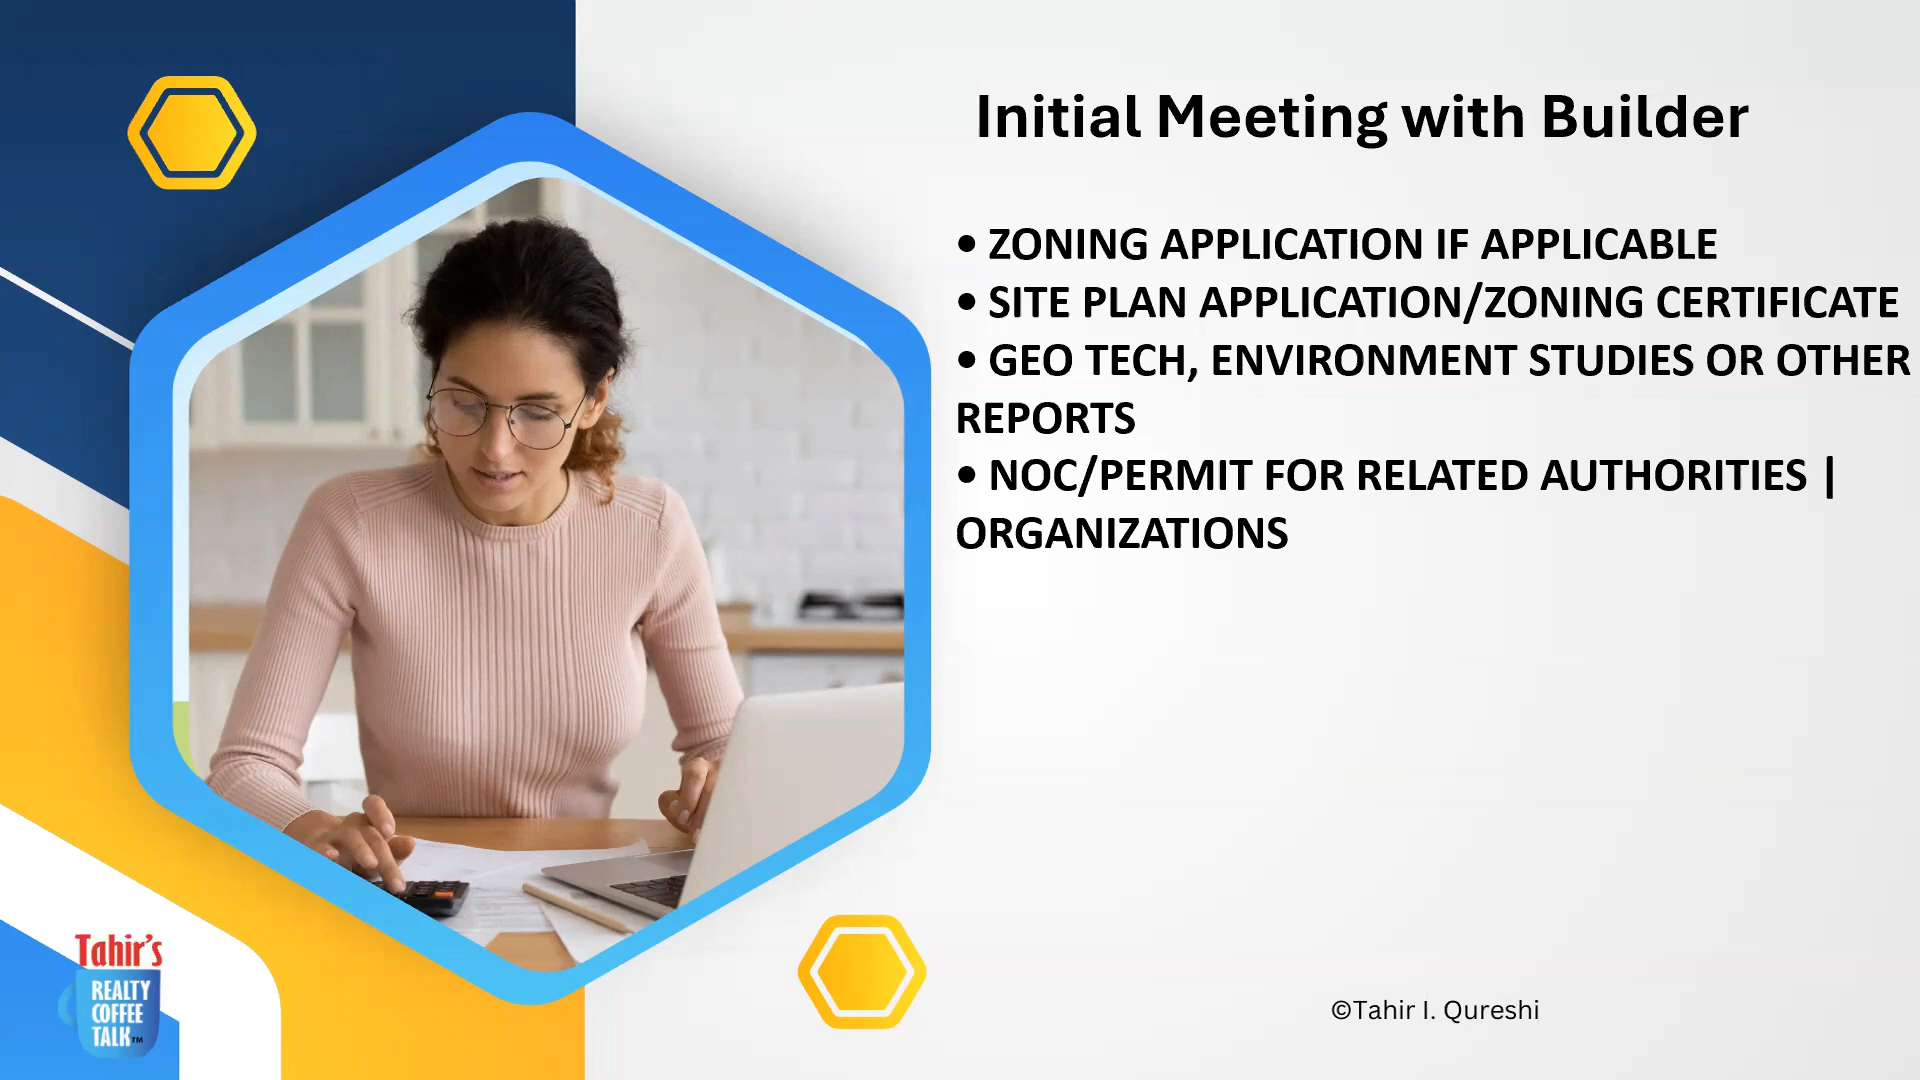 Initial Meeting with Builder
• ZONING APPLICATION IF APPLICABLE
• SITE PLAN APPLICATION/ZONING CERTIFICATE
• GEO TECH, ENVIRONMENT STUDIES OR OTHER
REPORTS
• NOC/PERMIT FOR RELATED AUTHORITIES |
ORGANIZATIONS
Tahir's
REALTY
COFFEE
TALK™
©Tahir I. Qureshi